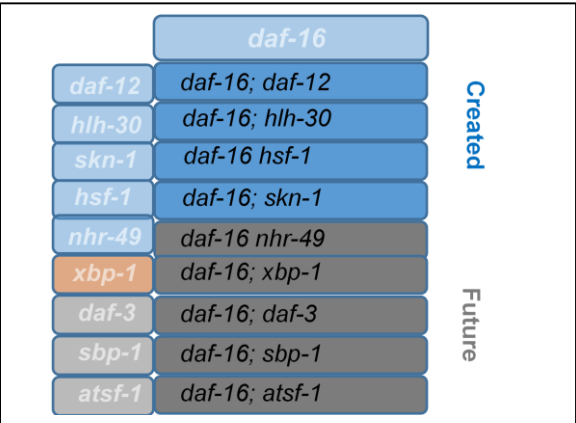 daf-16
daf-12 daf-16; daf-12
hlh-30 daf-16; hlh-30
skn-1 daf-16 hsf-1
hsf-1 daf-16; skn-1
nhr-49 daf-16 nhr-49
xbp-1 daf-16; xbp-1
daf-3 daf-16; daf-3
sbp-1 daf-16; sbp-1
atsf-1 daf-16; atsf-1
Created
Future